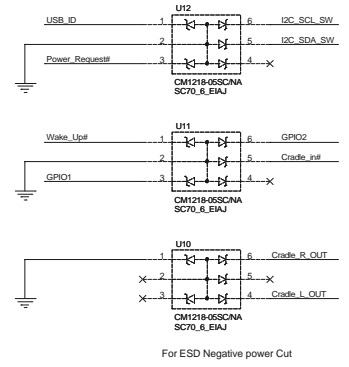 U12
USB_ID 1 6 I2C_SCL_SW
2 5 I2C_SDA_SW
Power_Request# 3 4
CM1218-05SC/NA
SC70_6_EIAJ
U11
Wake_Up# 1 6 GPIO2
2 5 Cradle_in#
GPIO1 3 4
CM1218-05SC/NA
SC70_6_EIAJ
U10
1 6 Cradle_R_OUT
2 5
3 4 Cradle_L_OUT
CM1218-05SC/NA
SC70_6_EIAJ
For ESD Negative power Cut